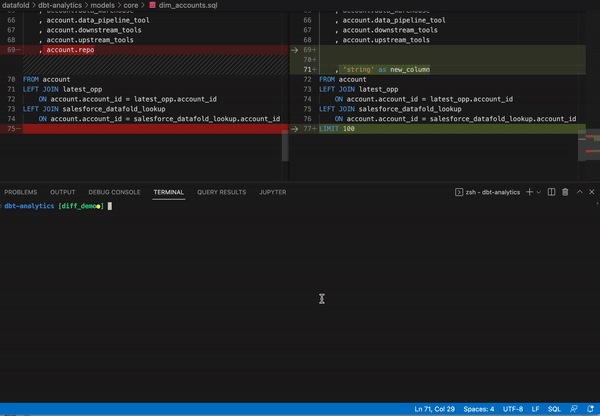 datafold > dbt-analytics > models > core > dim_accounts.sql
66 , account.data_pipeline_tool
67 , account.downstream_tools
68 , account.upstream_tools
69− , account.repo
70 FROM account
71 LEFT JOIN latest_opp
72 ON account.account_id = latest_opp.account_id
73 LEFT JOIN salesforce_datafold_lookup
74 ON account.account_id = salesforce_datafold_lookup.account_id
75−
66 , account.data_pipeline_tool
67 , account.downstream_tools
68 , account.upstream_tools
69+
70+
71+ , 'string' as new_column
72 FROM account
73 LEFT JOIN latest_opp
74 ON account.account_id = latest_opp.account_id
75 LEFT JOIN salesforce_datafold_lookup
76 ON account.account_id = salesforce_datafold_lookup.account_id
77+ LIMIT 100
PROBLEMS OUTPUT DEBUG CONSOLE TERMINAL QUERY RESULTS JUPYTER zsh - dbt-analytics
dbt-analytics [diff_demo●]
Ln 71, Col 29 Spaces: 4 UTF-8 LF SQL